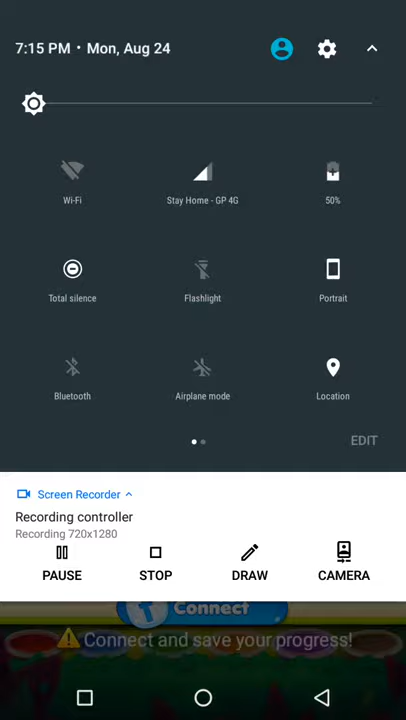 7:15 PM • Mon, Aug 24
Wi-Fi
Stay Home - GP 4G
50%
Total silence
Flashlight
Portrait
Bluetooth
Airplane mode
Location
EDIT
Screen Recorder
Recording controller
Recording 720x1280
PAUSE
STOP
DRAW
CAMERA
f Connect
Connect and save your progress!